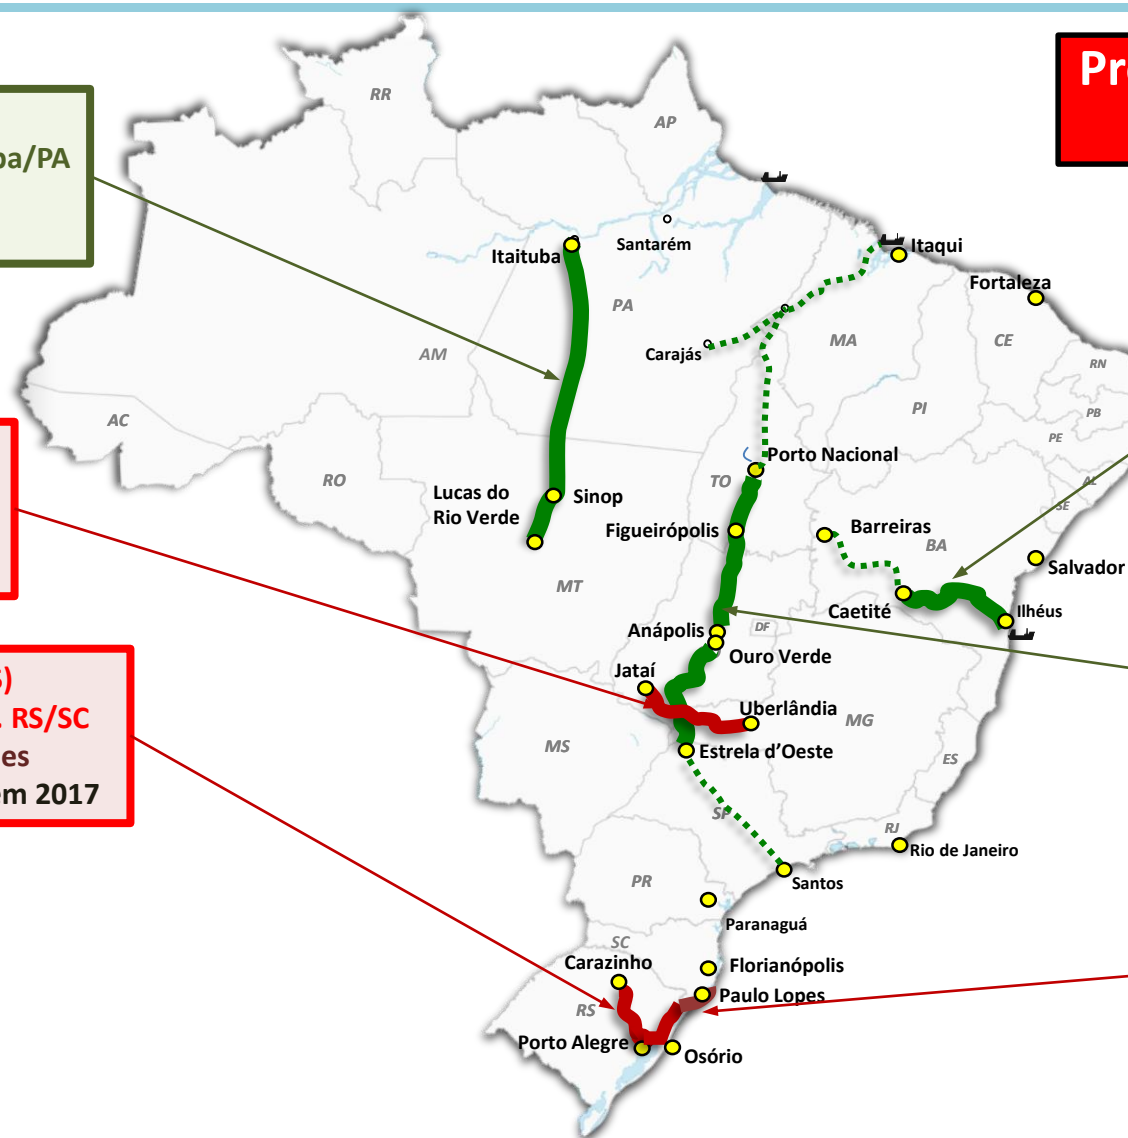 Pr
RR
AP
ba/PA
Santarém
Itaqui
Itaituba
Fortaleza
PA
CE
MA
Carajás
AM
RN
PI
PB
AC
PE
Porto Nacional
RO
TO
AL
Lucas do
Rio Verde
Sinop
SE
Figueirópolis
Barreiras
BA
Salvador
MT
Caetité
Ilhéus
Anápolis
DF
Ouro Verde
Jataí
S)
Uberlândia
. RS/SC
MG
MS
Estrela d’Oeste
es
ES
em 2017
SP
RJ
Rio de Janeiro
PR
Santos
Paranaguá
SC
Carazinho
Florianópolis
Paulo Lopes
RS
Porto Alegre
Osório